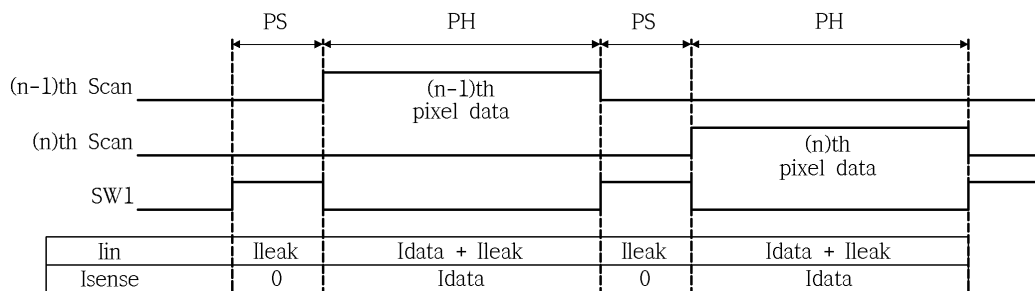 PS PH PS PH
(n-1)th Scan
(n-1)th
pixel data
(n)th Scan
(n)th
pixel data
SW1
Iin Ileak Idata + Ileak Ileak Idata + Ileak
Isense 0 Idata 0 Idata